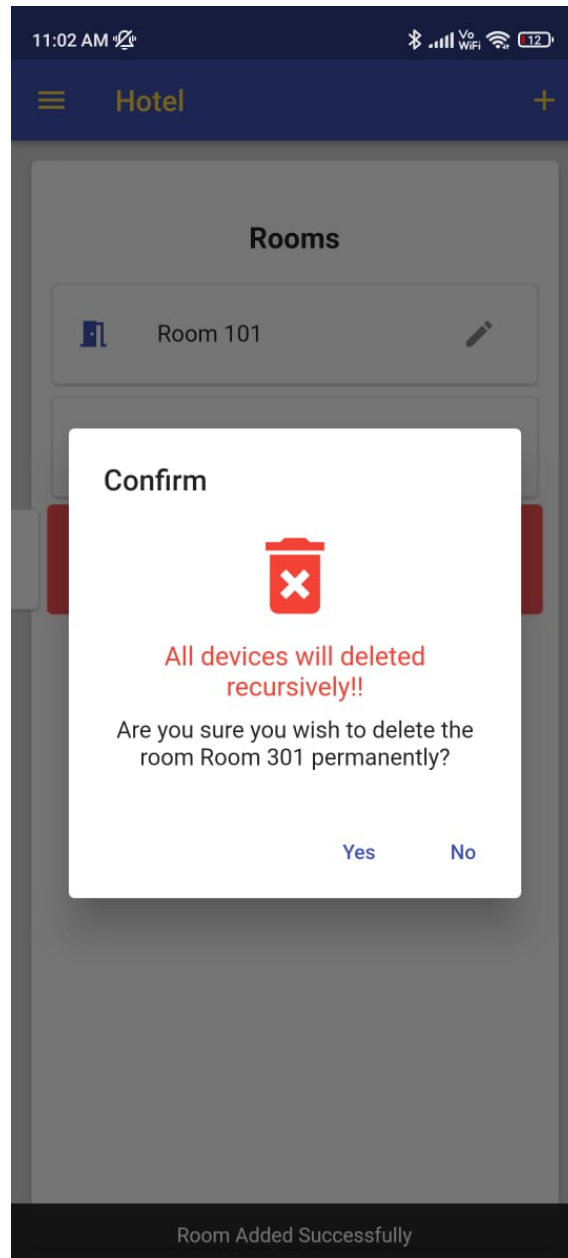 11:02 AM
Vo
WiFi
12
Hotel
+
Rooms
Room 101
Confirm
All devices will deleted
recursively!!
Are you sure you wish to delete the
room Room 301 permanently?
Yes No
Room Added Successfully